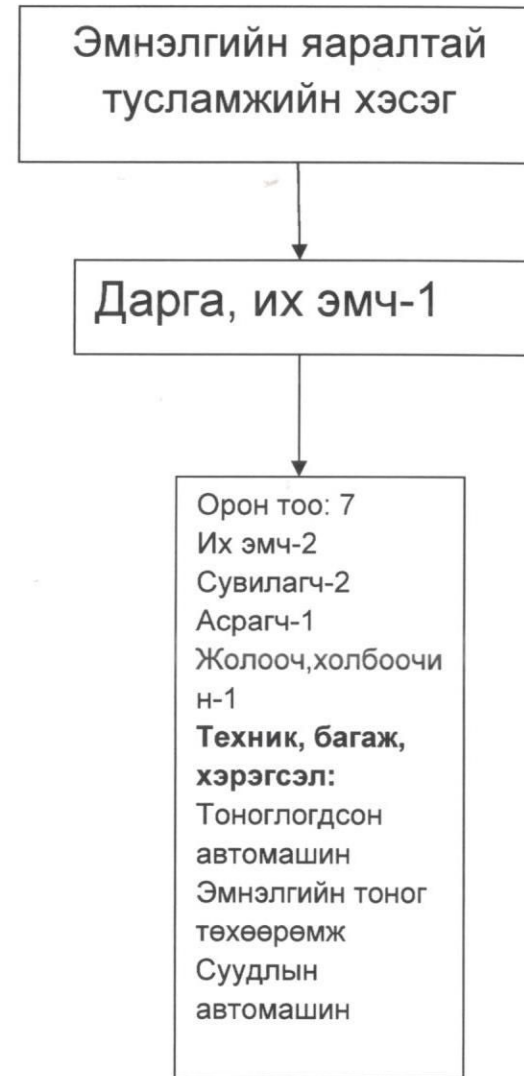 Эмнэлгийн яаралтай
тусламжийн хэсэг
Дарга, их эмч-1
Орон тоо: 7
Их эмч-2
Сувилагч-2
Асрагч-1
Жолооч,холбоочи
н-1
Техник, багаж,
хэрэгсэл:
Тоноглогдсон
автомашин
Эмнэлгийн тоног
төхөөрөмж
Суудлын
автомашин